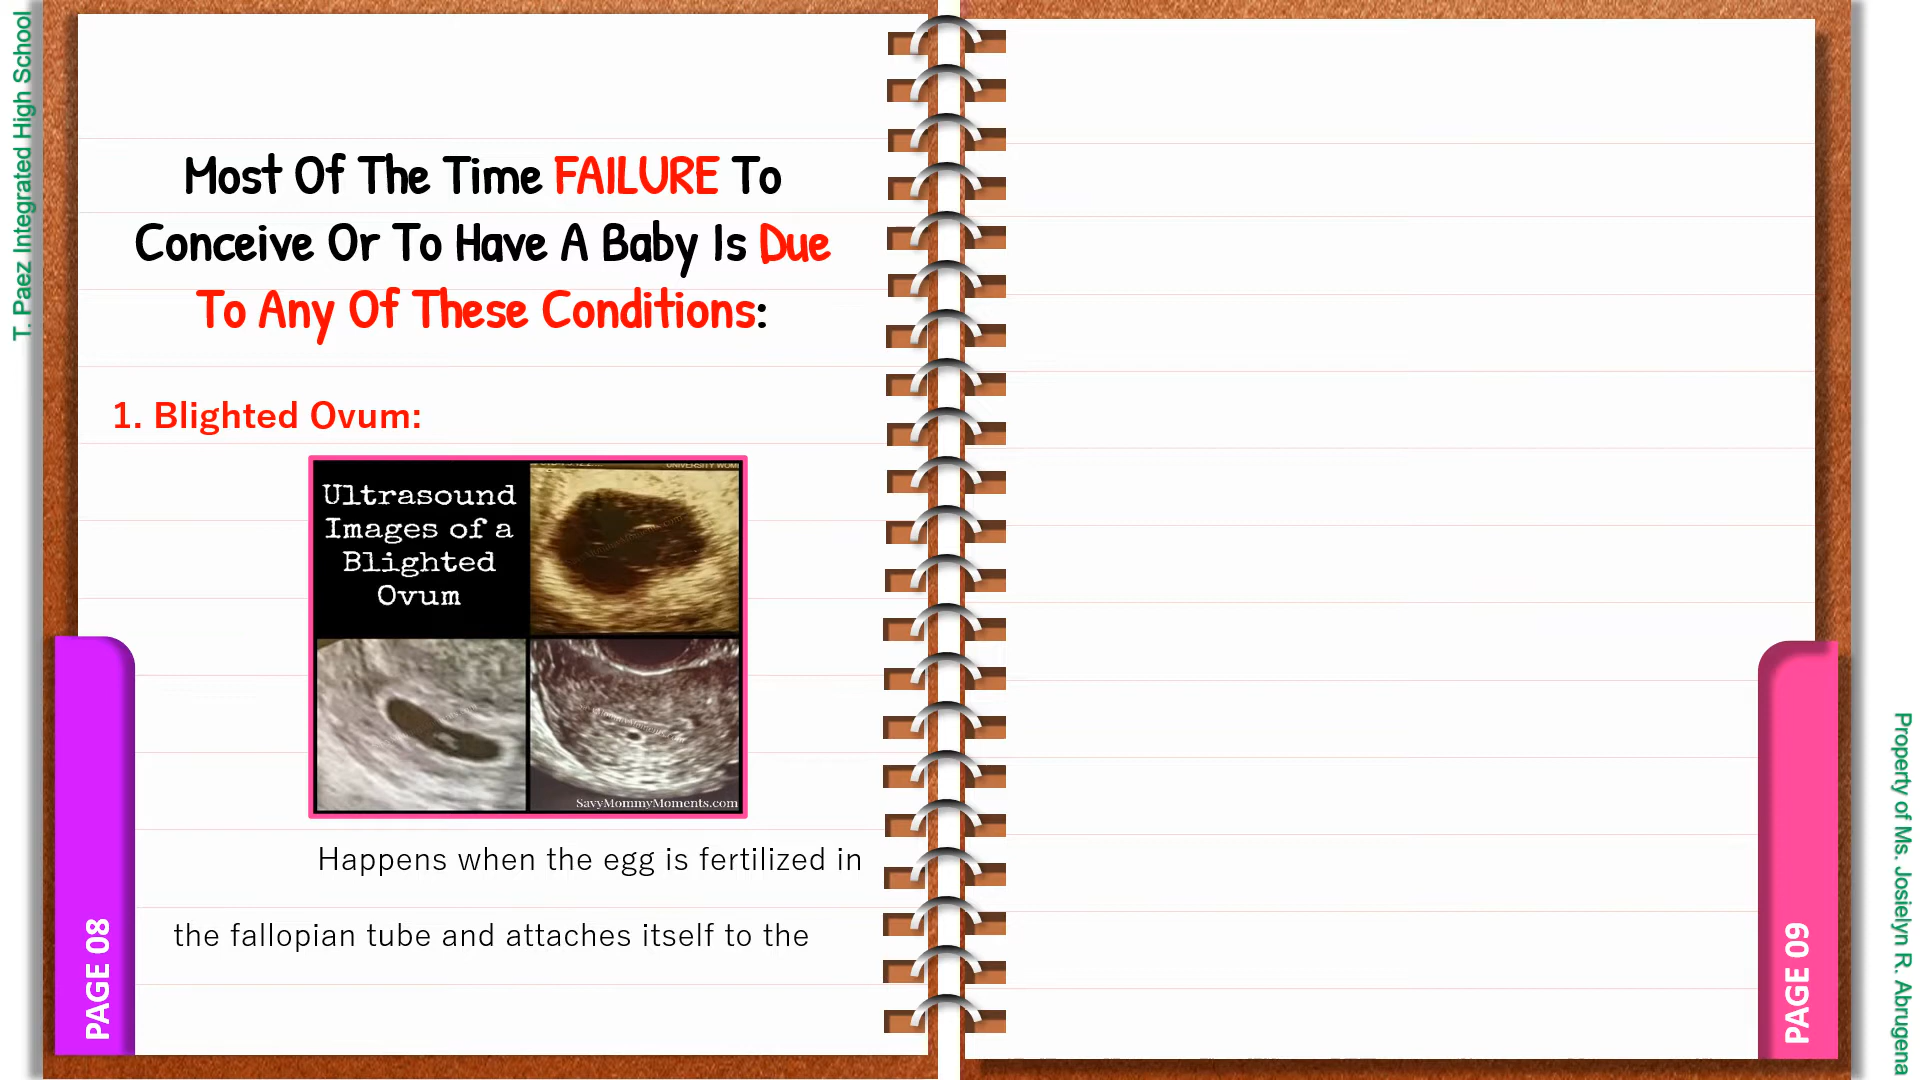 T. Paez Integrated High School
Most Of The Time FAILURE To
Conceive Or To Have A Baby Is Due
To Any Of These Conditions:
1. Blighted Ovum:
UNIVERSITY WOM
Ultrasound
Images of a
Blighted
Ovum
SavyMommyMoments.com
Happens when the egg is fertilized in
the fallopian tube and attaches itself to the
PAGE 08
PAGE 09
Property of Ms. Josielyn R. Abrugena